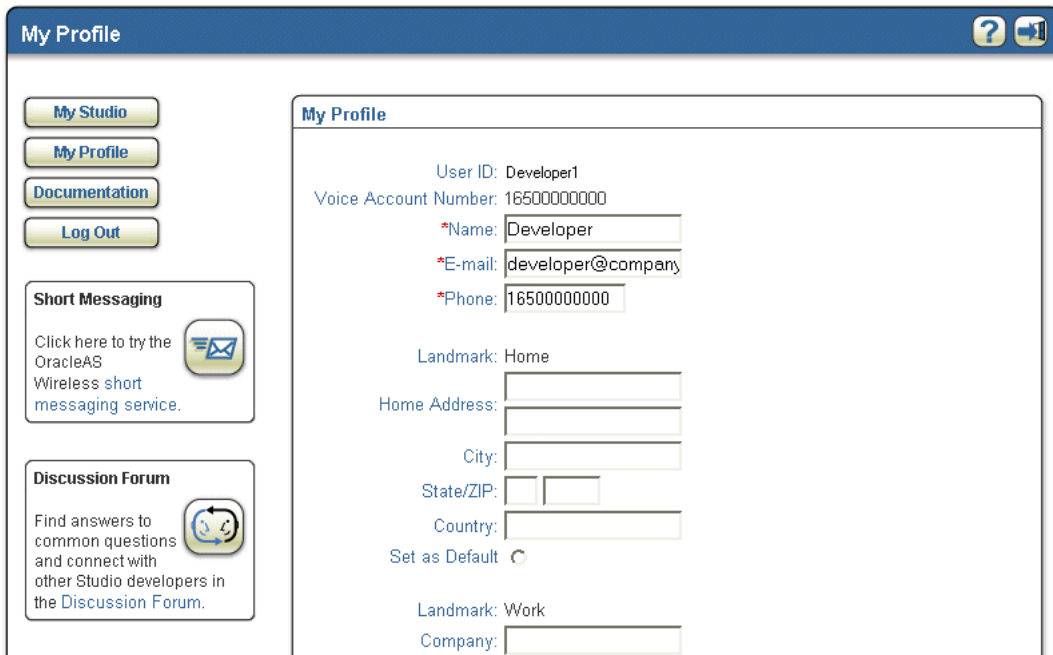 My Profile
?
My Studio
My Profile
Documentation
Log Out
Short Messaging
Click here to try the
OracleAS
Wireless short
messaging service.
Discussion Forum
Find answers to
common questions
and connect with
other Studio developers in
the Discussion Forum.
My Profile
User ID: Developer1
Voice Account Number: 16500000000
*Name: Developer
*E-mail: developer@company
*Phone: 16500000000
Landmark: Home
Home Address:
City:
State/ZIP:
Country:
Set as Default
Landmark: Work
Company: